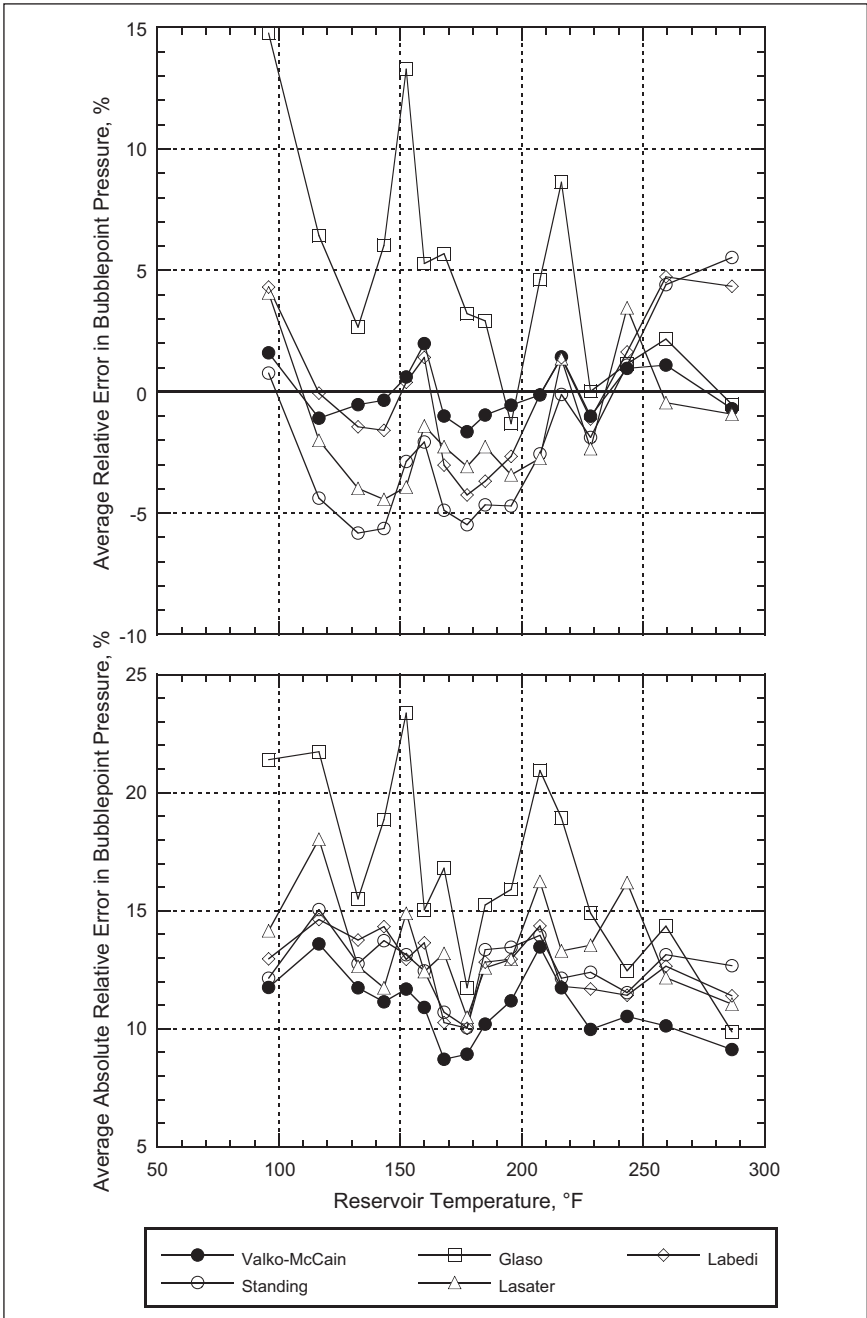 Average Relative Error in Bubblepoint Pressure, %
15
10
5
0
-5
-10
Average Absolute Relative Error in Bubblepoint Pressure, %
25
20
15
10
5
50 100 150 200 250 300
Reservoir Temperature, °F
Valko-McCain Glaso Labedi
Standing Lasater